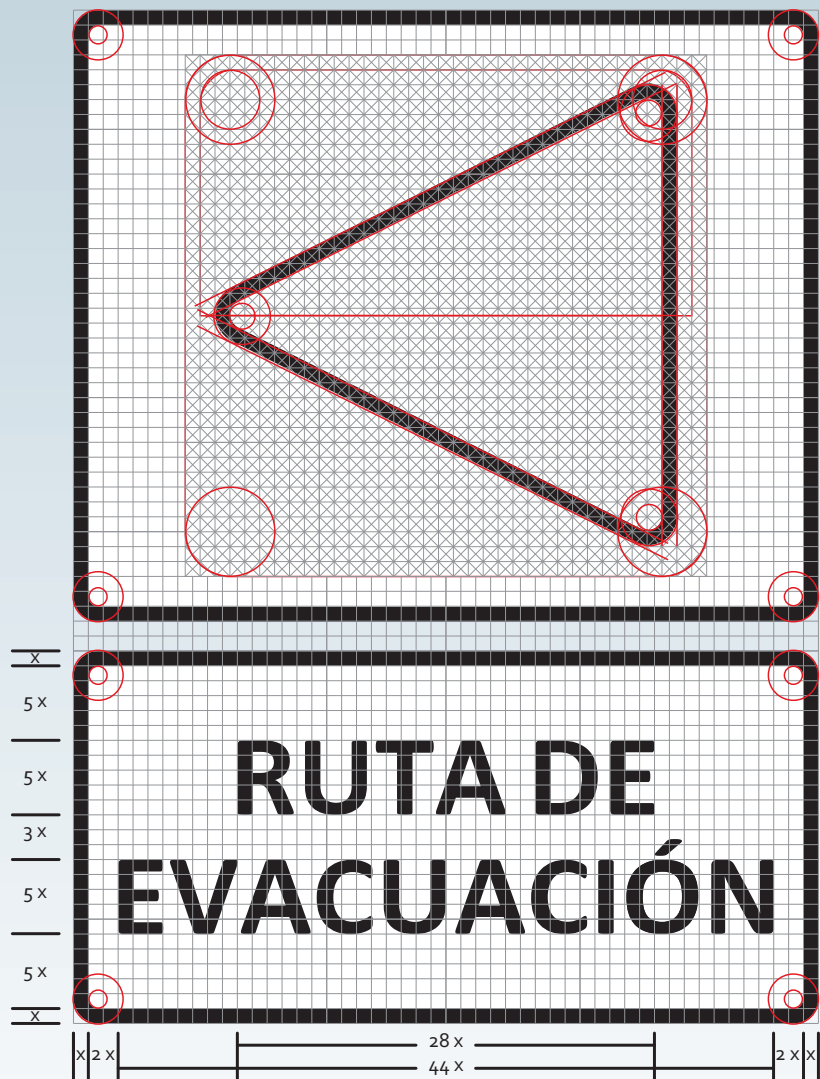 x
5 x
5 x
RUTA DE
3 x
5 x
EVACUACIÓN
5 x
x
x 2 x 28 x 2 x x
44 x